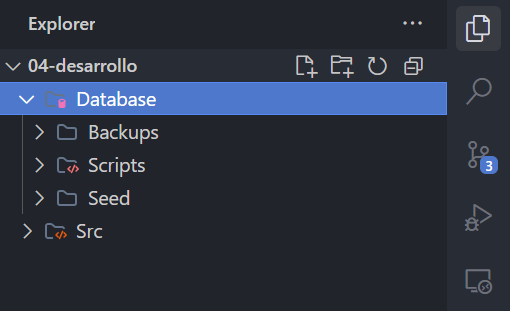 Explorer
04-desarrollo
Database
Backups
Scripts
Seed
Src
3